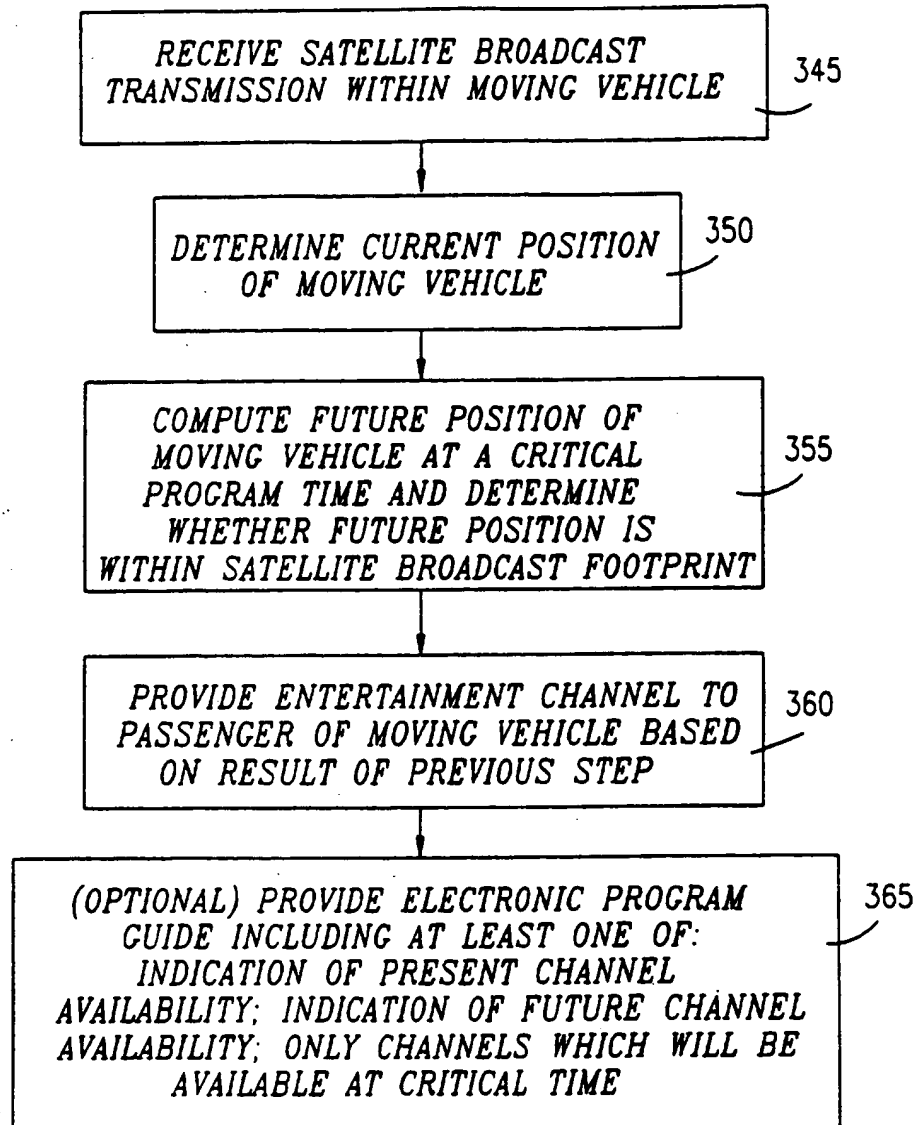 RECEIVE SATELLITE BROADCAST
TRANSMISSION WITHIN MOVING VEHICLE
345
DETERMINE CURRENT POSITION
OF MOVING VEHICLE
350
COMPUTE FUTURE POSITION OF
MOVING VEHICLE AT A CRITICAL
PROGRAM TIME AND DETERMINE
WHETHER FUTURE POSITION IS
WITHIN SATELLITE BROADCAST FOOTPRINT
355
PROVIDE ENTERTAINMENT CHANNEL TO
PASSENGER OF MOVING VEHICLE BASED
ON RESULT OF PREVIOUS STEP
360
(OPTIONAL) PROVIDE ELECTRONIC PROGRAM
GUIDE INCLUDING AT LEAST ONE OF:
INDICATION OF PRESENT CHANNEL
AVAILABILITY; INDICATION OF FUTURE CHANNEL
AVAILABILITY; ONLY CHANNELS WHICH WILL BE
AVAILABLE AT CRITICAL TIME
365